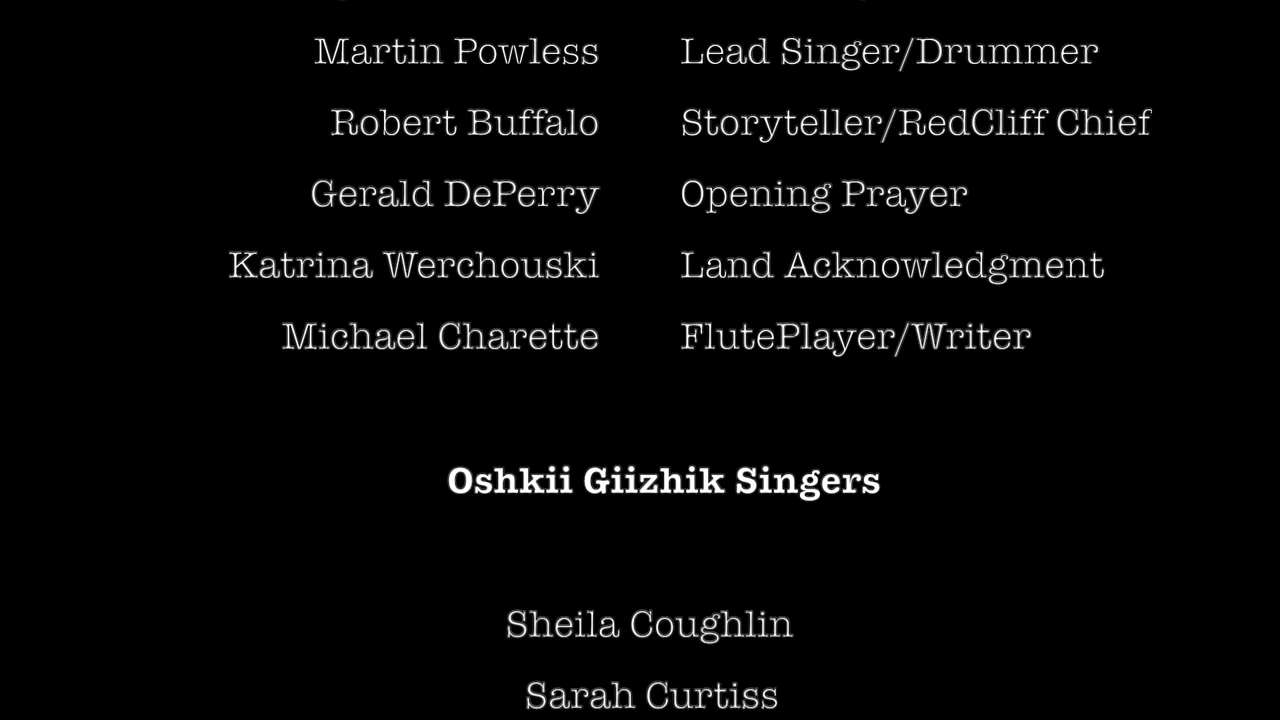 Martin Powless Lead Singer/Drummer
Robert Buffalo Storyteller/RedCliff Chief
Gerald DePerry Opening Prayer
Katrina Werchouski Land Acknowledgment
Michael Charette FlutePlayer/Writer
Oshkii Giizhik Singers
Sheila Coughlin
Sarah Curtiss